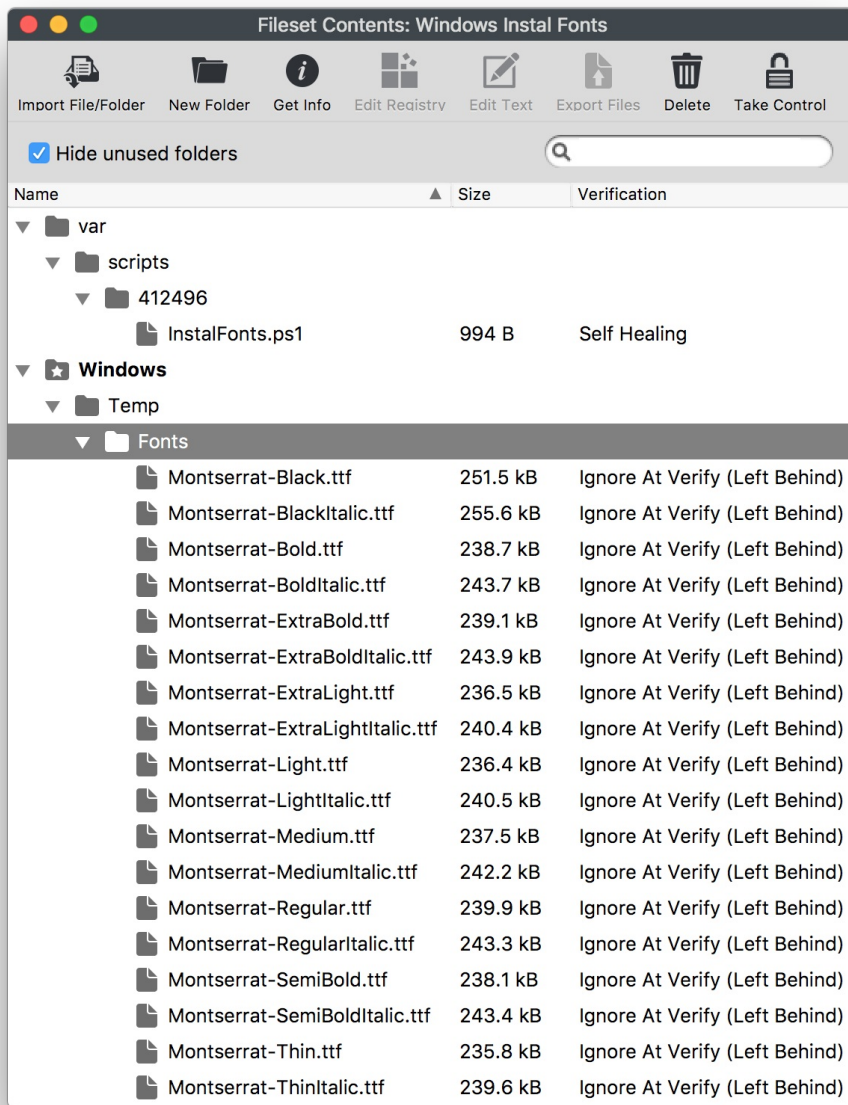 Fileset Contents: Windows Instal Fonts
Import File/Folder New Folder Get Info Edit Registry Edit Text Export Files Delete Take Control
Hide unused folders
Name Size Verification
var
scripts
412496
InstalFonts.ps1 994 B Self Healing
Windows
Temp
Fonts
Montserrat-Black.ttf 251.5 kB Ignore At Verify (Left Behind)
Montserrat-BlackItalic.ttf 255.6 kB Ignore At Verify (Left Behind)
Montserrat-Bold.ttf 238.7 kB Ignore At Verify (Left Behind)
Montserrat-BoldItalic.ttf 243.7 kB Ignore At Verify (Left Behind)
Montserrat-ExtraBold.ttf 239.1 kB Ignore At Verify (Left Behind)
Montserrat-ExtraBoldItalic.ttf 243.9 kB Ignore At Verify (Left Behind)
Montserrat-ExtraLight.ttf 236.5 kB Ignore At Verify (Left Behind)
Montserrat-ExtraLightItalic.ttf 240.4 kB Ignore At Verify (Left Behind)
Montserrat-Light.ttf 236.4 kB Ignore At Verify (Left Behind)
Montserrat-LightItalic.ttf 240.5 kB Ignore At Verify (Left Behind)
Montserrat-Medium.ttf 237.5 kB Ignore At Verify (Left Behind)
Montserrat-MediumItalic.ttf 242.2 kB Ignore At Verify (Left Behind)
Montserrat-Regular.ttf 239.9 kB Ignore At Verify (Left Behind)
Montserrat-RegularItalic.ttf 243.3 kB Ignore At Verify (Left Behind)
Montserrat-SemiBold.ttf 238.1 kB Ignore At Verify (Left Behind)
Montserrat-SemiBoldItalic.ttf 243.4 kB Ignore At Verify (Left Behind)
Montserrat-Thin.ttf 235.8 kB Ignore At Verify (Left Behind)
Montserrat-ThinItalic.ttf 239.6 kB Ignore At Verify (Left Behind)